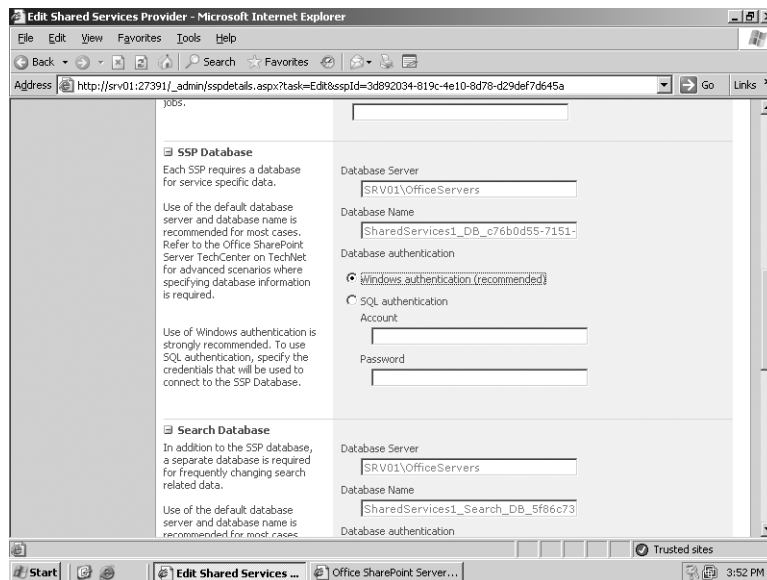 Edit Shared Services Provider - Microsoft Internet Explorer
File Edit View Favorites Tools Help
Back Search Favorites
Address http://srv01:27391/_admin/sspdetails.aspx?task=Edit&sspId=3d892034-819c-4e10-8d78-d29def7d645a Go Links
jobs.
SSP Database
Each SSP requires a database
for service specific data.
Use of the default database
server and database name is
recommended for most cases.
Refer to the Office SharePoint
Server TechCenter on TechNet
for advanced scenarios where
specifying database information
is required.
Use of Windows authentication is
strongly recommended. To use
SQL authentication, specify the
credentials that will be used to
connect to the SSP Database.
Database Server
SRV01\OfficeServers
Database Name
SharedServices1_DB_c76b0d55-7151-
Database authentication
Windows authentication (recommended)
SQL authentication
Account
Password
Search Database
In addition to the SSP database,
a separate database is required
for frequently changing search
related data.
Use of the default database
server and database name is
recommended for most cases
Database Server
SRV01\OfficeServers
Database Name
SharedServices1_Search_DB_5f86c73
Database authentication
Trusted sites
Start Edit Shared Services ... Office SharePoint Server... 3:52 PM